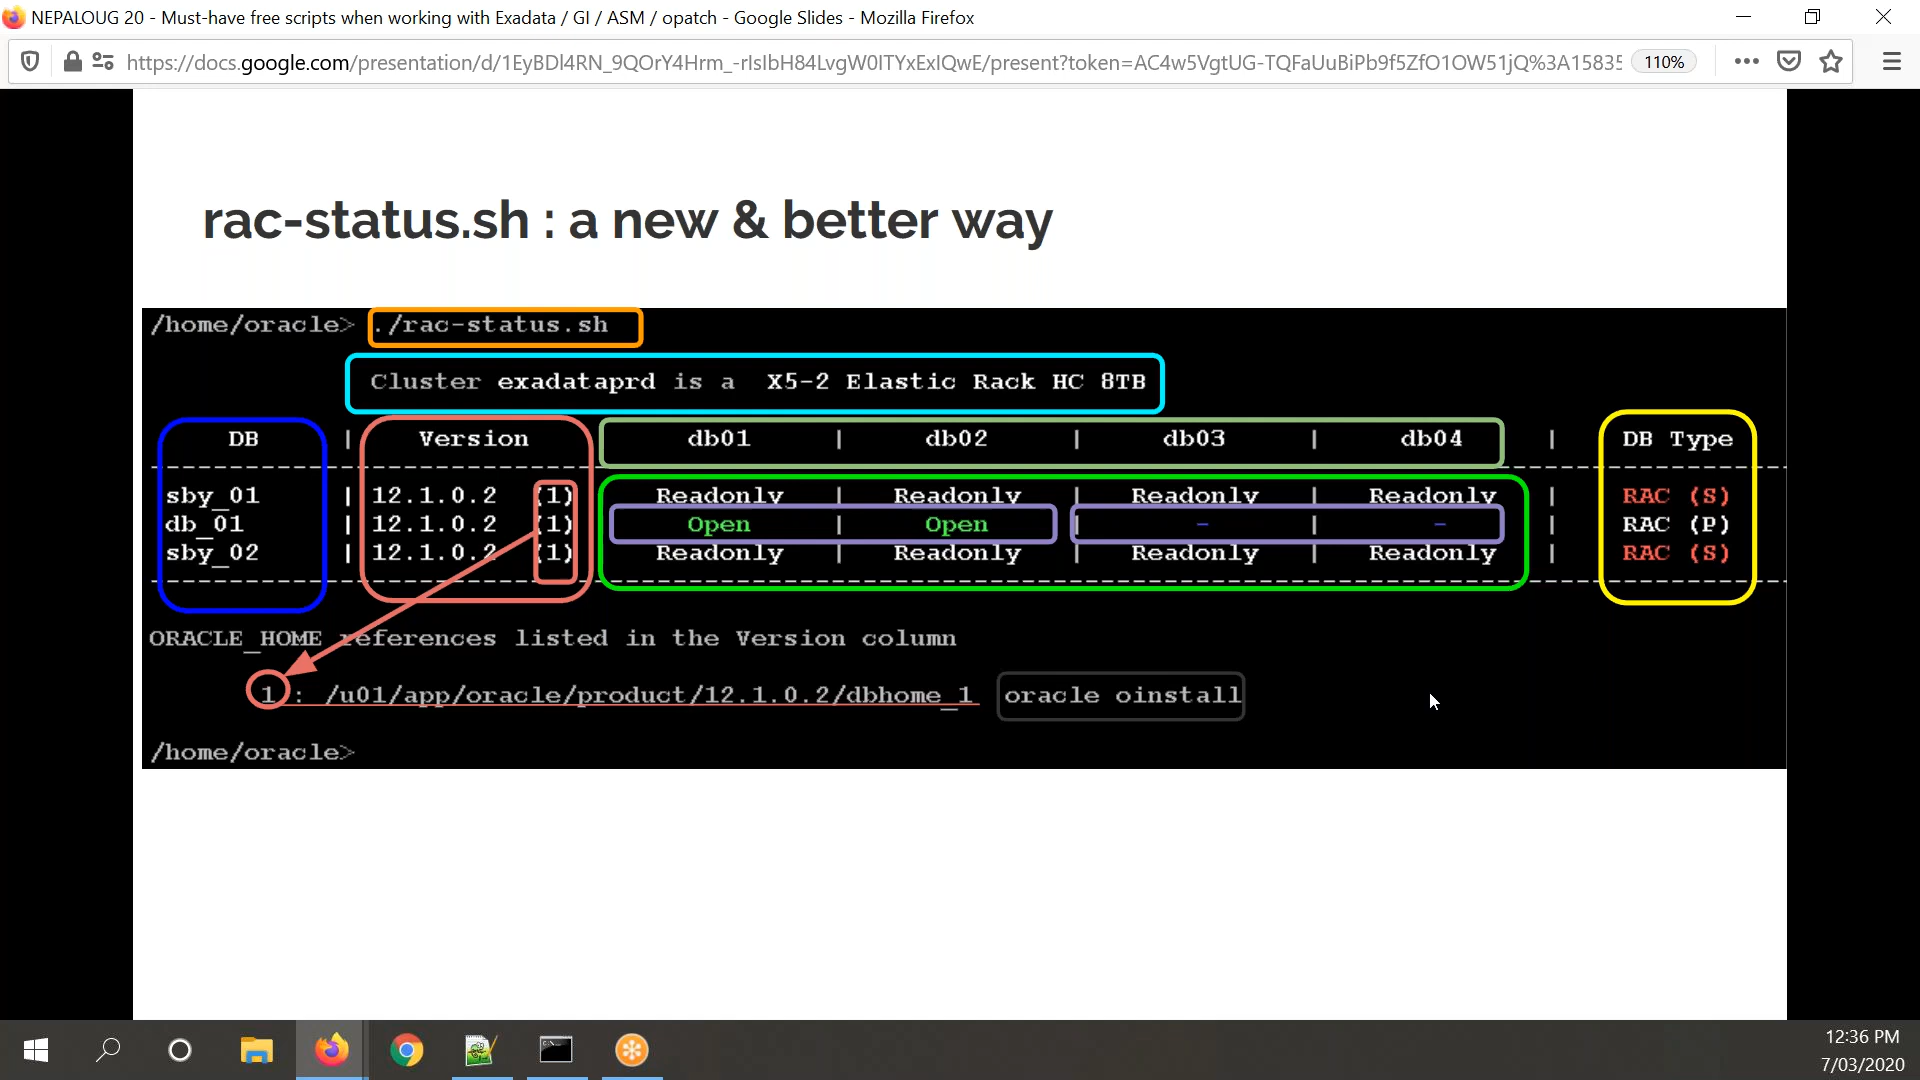 NEPALOUG 20 - Must-have free scripts when working with Exadata / GI / ASM / opatch - Google Slides - Mozilla Firefox
https://docs.google.com/presentation/d/1EyBDl4RN_9QOrY4Hrm_-rIsIbH84LvgW0ITYxExIQwE/present?token=AC4w5VgtUG-TQFaUuBiPb9f5ZfO1OW51jQ%3A15835 110%
rac-status.sh : a new & better way
/home/oracle> ./rac-status.sh
Cluster exadataprd is a X5-2 Elastic Rack HC 8TB
DB | Version db01 | db02 | db03 | db04 | DB Type
sby_01 | 12.1.0.2 (1) Readonly | Readonly | Readonly | Readonly | RAC (S)
db_01 | 12.1.0.2 (1) Open | Open | - | - | RAC (P)
sby_02 | 12.1.0.2 (1) Readonly | Readonly | Readonly | Readonly | RAC (S)
ORACLE_HOME references listed in the Version column
1 : /u01/app/oracle/product/12.1.0.2/dbhome_1 oracle oinstall
/home/oracle>
12:36 PM
7/03/2020